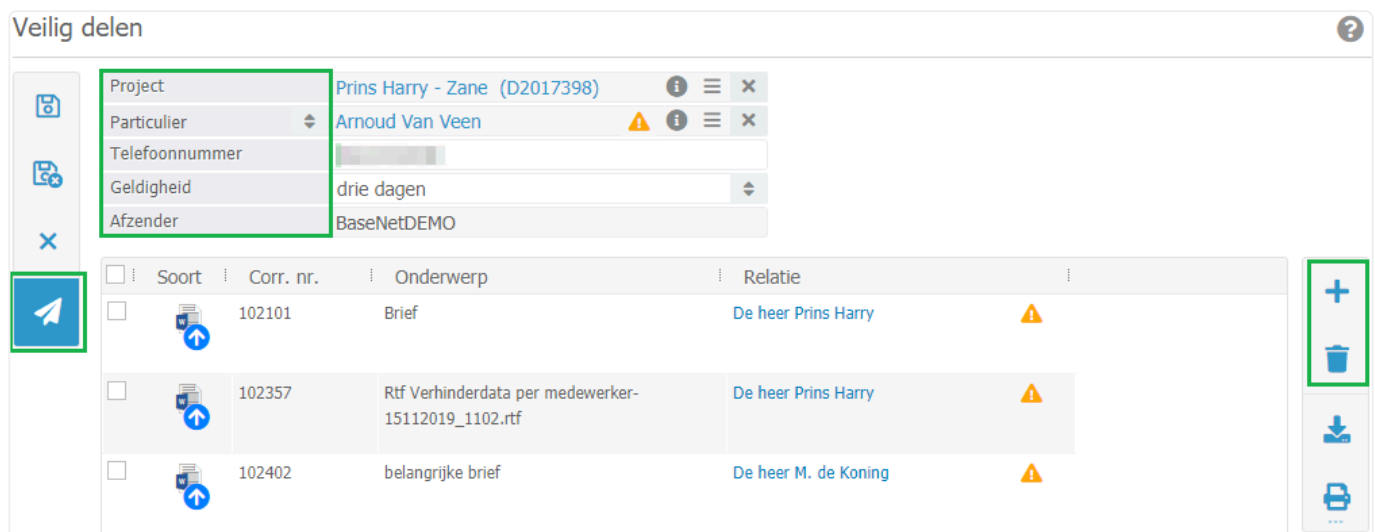 Veilig delen
Project Prins Harry - Zane (D2017398)
Particulier Arnoud Van Veen
Telefoonnummer
Geldigheid drie dagen
Afzender BaseNetDEMO
Soort Corr. nr. Onderwerp Relatie
102101 Brief De heer Prins Harry
102357 Rtf Verhinderdata per medewerker- De heer Prins Harry
15112019_1102.rtf
102402 belangrijke brief De heer M. de Koning